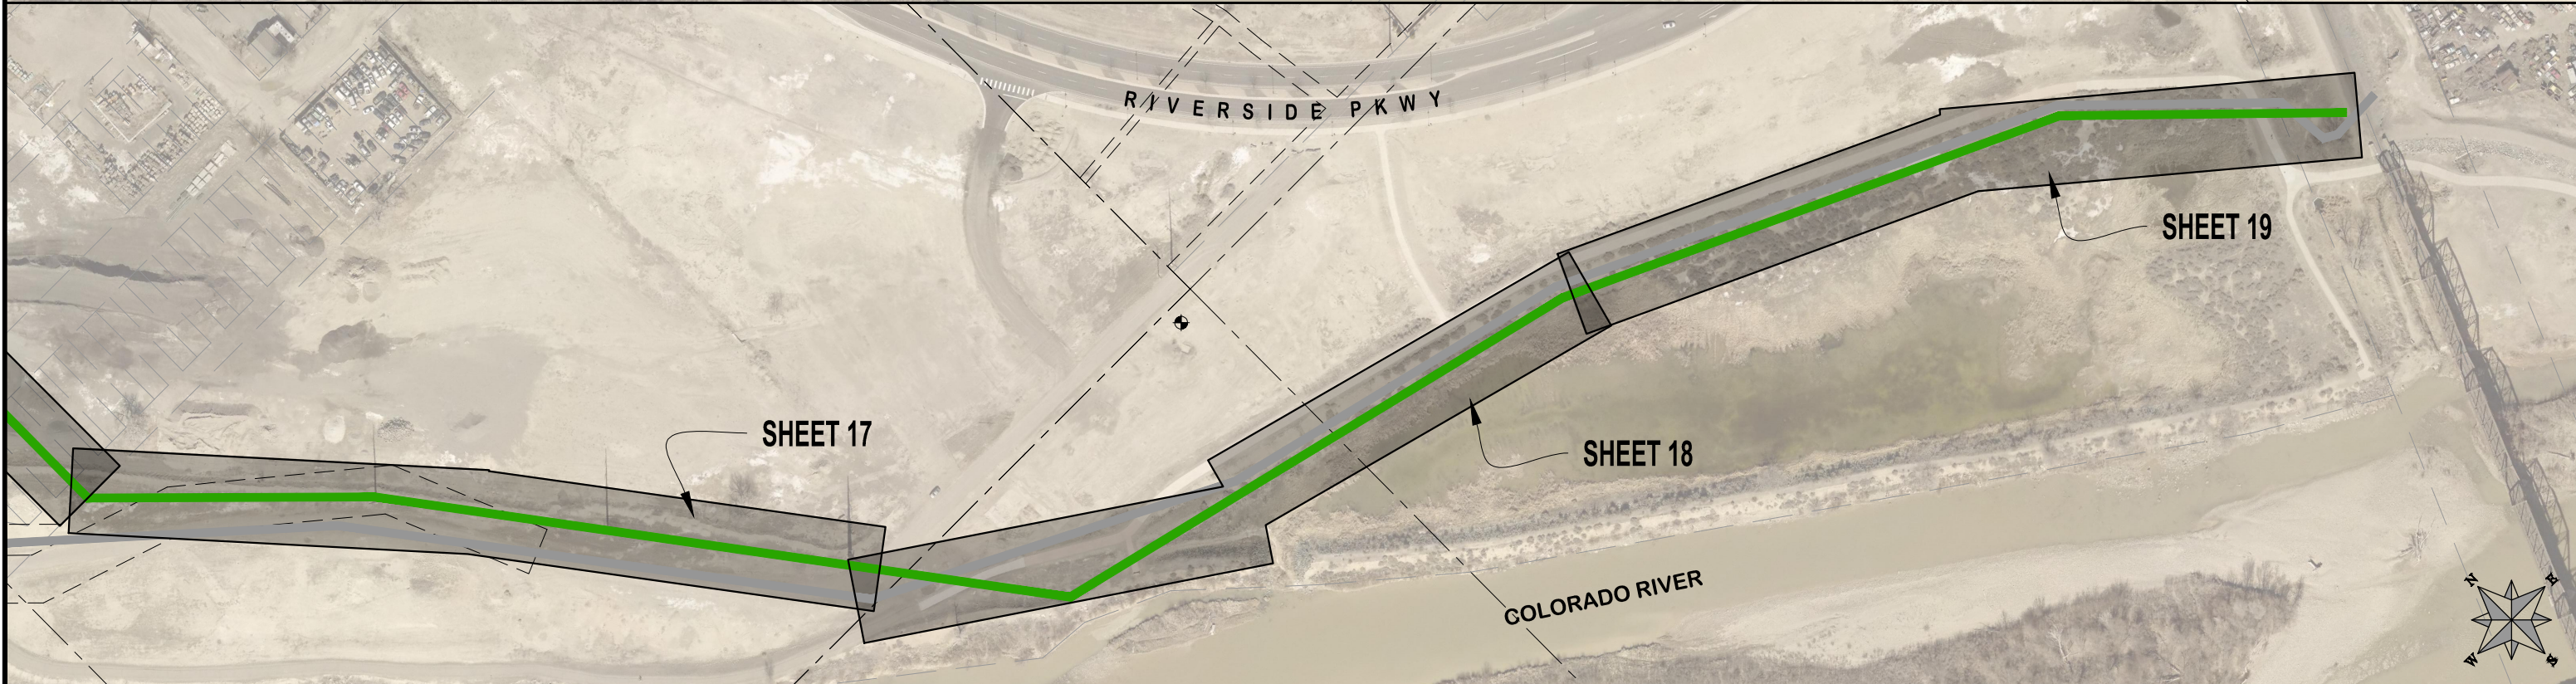 RIVERSIDE PKWY
SHEET 19
SHEET 17
SHEET 18
COLORADO RIVER
N
E
W
S